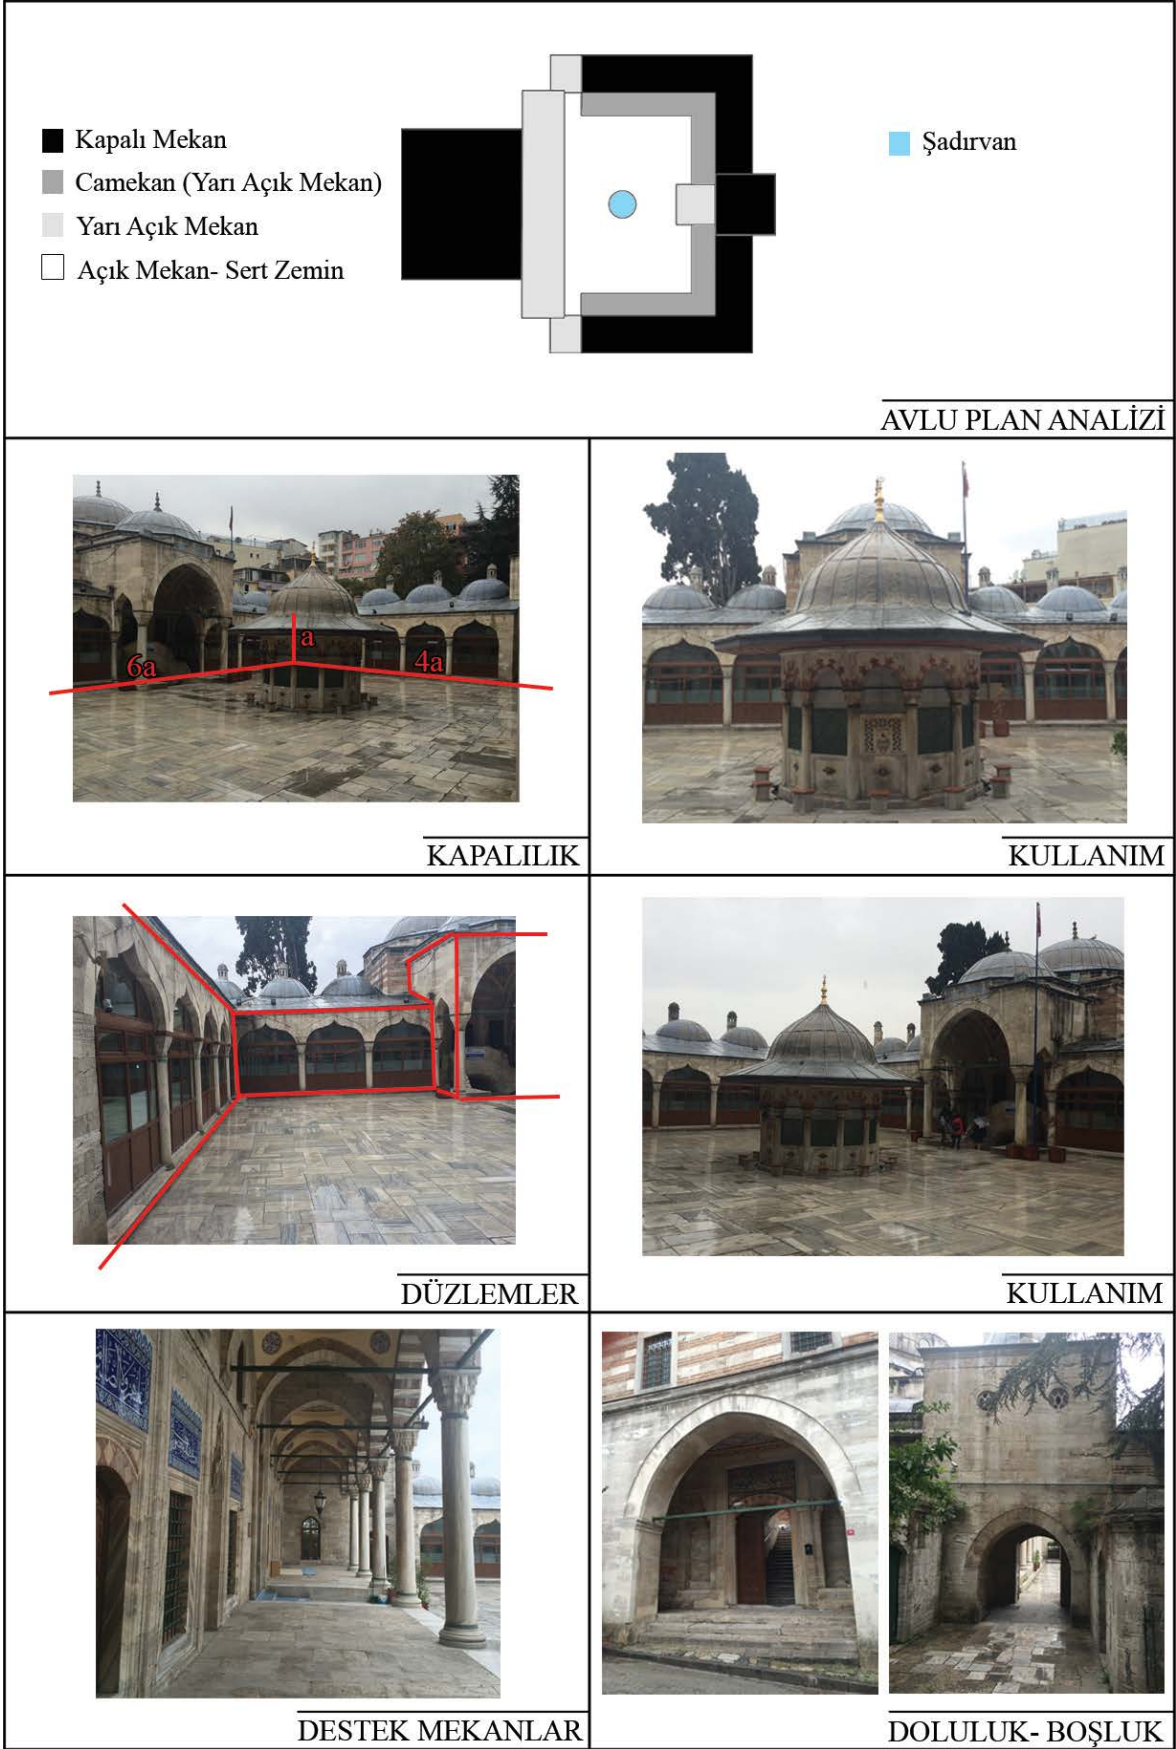 Kapalı Mekan
Camekan (Yarı Açık Mekan)
Yarı Açık Mekan
Açık Mekan- Sert Zemin
Şadırvan
AVLU PLAN ANALİZİ
a
6a
4a
KAPALILIK
KULLANIM
DÜZLEMLER
KULLANIM
DESTEK MEKANLAR
DOLULUK- BOŞLUK